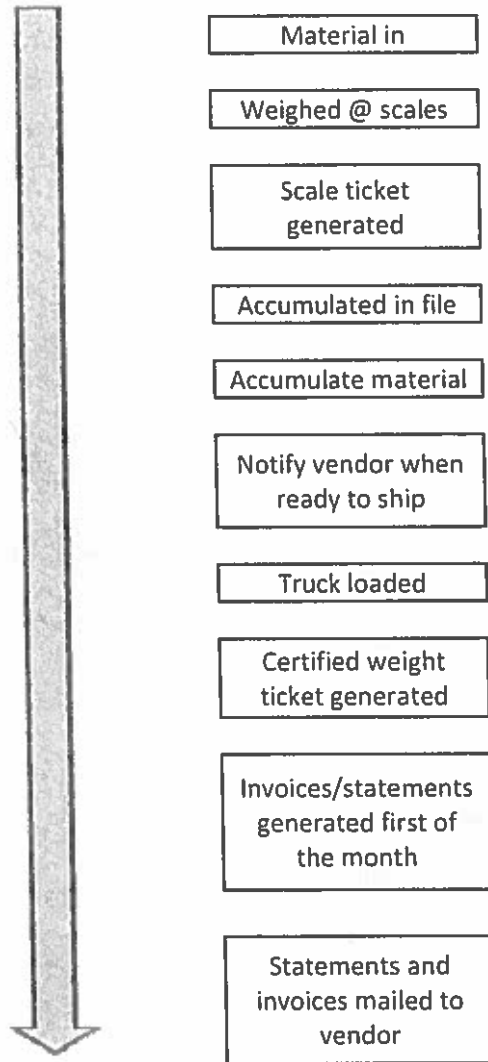 Material in
Weighed @ scales
Scale ticket
generated
Accumulated in file
Accumulate material
Notify vendor when
ready to ship
Truck loaded
Certified weight
ticket generated
Invoices/statements
generated first of
the month
Statements and
invoices mailed to
vendor